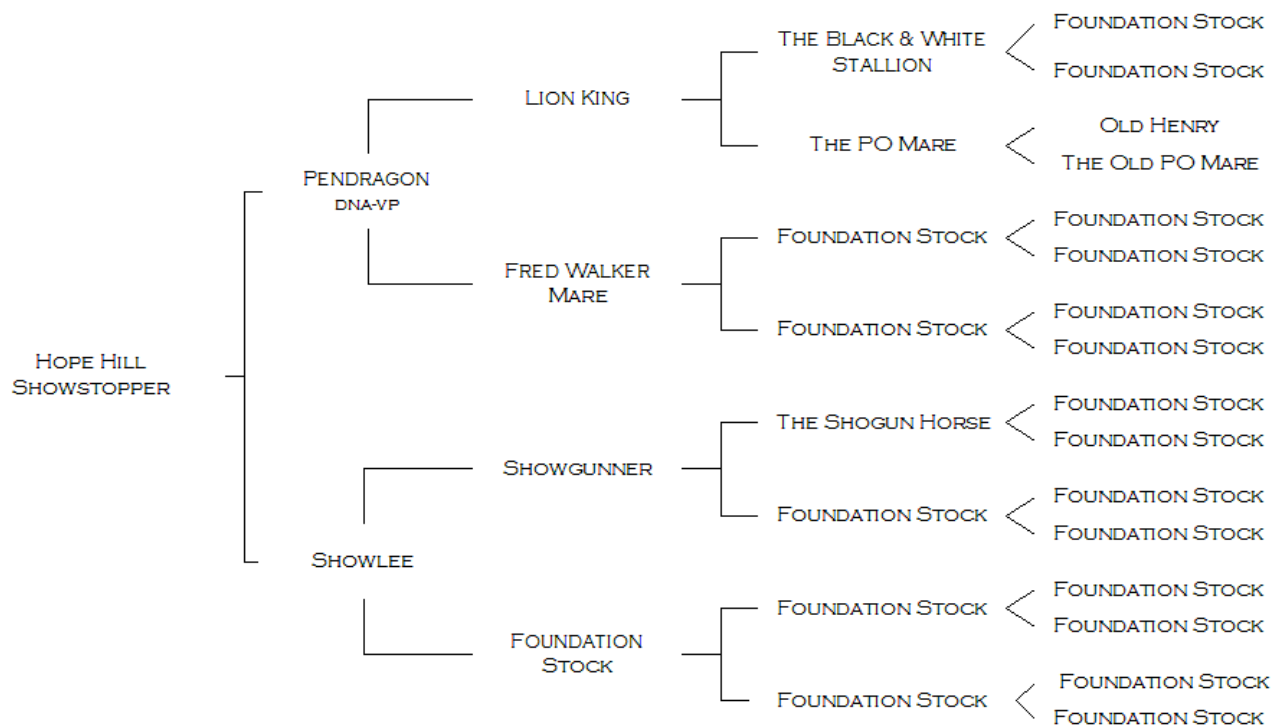 Foundation Stock
The Black & White
Stallion
Foundation Stock
Lion King
Old Henry
The PO Mare
The Old PO Mare
Pendragon
DNA-VP
Foundation Stock
Foundation Stock
Foundation Stock
Fred Walker
Mare
Foundation Stock
Foundation Stock
Foundation Stock
Hope Hill
Showstopper
Foundation Stock
The Shogun Horse
Foundation Stock
Showgunner
Foundation Stock
Foundation Stock
Foundation Stock
Showlee
Foundation Stock
Foundation Stock
Foundation Stock
Foundation
Stock
Foundation Stock
Foundation Stock
Foundation Stock